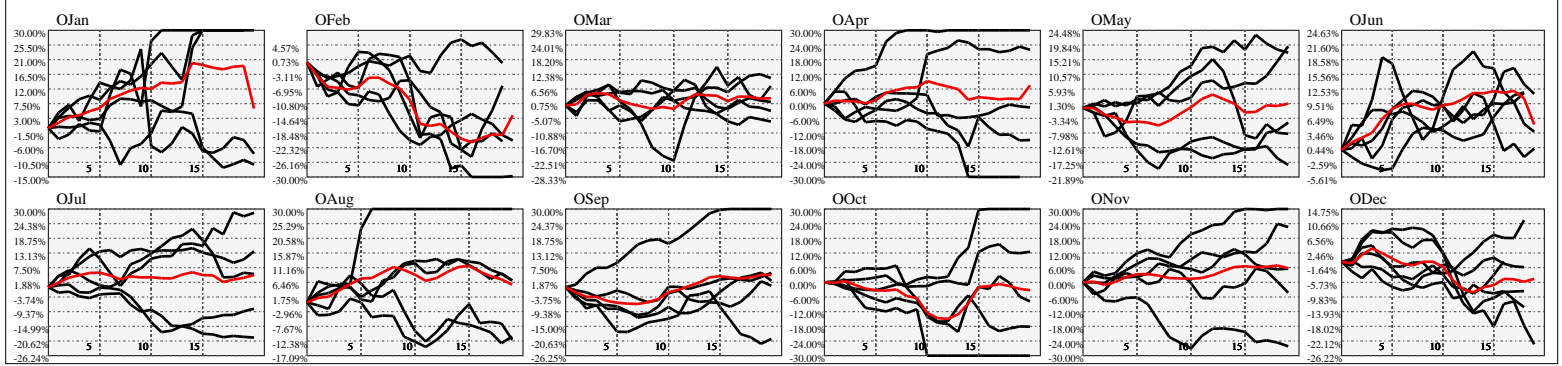 OJan OFeb OMar OApr OMay OJun
30.00% 29.83% 30.00% 24.48% 24.63%
25.50% 4.57% 24.01% 24.00% 19.84% 21.60%
21.00% 0.73% 18.20% 18.00% 15.21% 18.58%
16.50% -3.11% 12.38% 12.00% 10.57% 15.56%
12.00% -6.95% 6.56% 6.00% 5.93% 12.53%
7.50% -10.80% 0.75% 0.00% 1.30% 9.51%
3.00% -14.64% -5.07% -6.00% -3.34% 6.49%
-1.50% -18.48% -10.88% -12.00% -7.98% 3.46%
-6.00% -22.32% -16.70% -18.00% -12.61% 0.44%
-10.50% -26.16% -22.51% -24.00% -17.25% -2.59%
5 10 15 5 10 15 5 10 15 5 10 15 5 10 15 5 10 15
-15.00% -30.00% -28.33% -30.00% -21.89% -5.61%
OJul OAug OSep OOct ONov ODec
30.00% 30.00% 30.00% 30.00% 30.00% 14.75%
24.38% 25.29% 24.37% 24.00% 24.00% 10.66%
18.75% 20.58% 18.75% 18.00% 18.00% 6.56%
13.13% 15.87% 13.12% 12.00% 12.00% 2.46%
7.50% 11.16% 7.50% 6.00% 6.00% -1.64%
1.88% 6.46% 1.87% 0.00% 0.00% -5.73%
-3.74% 1.75% -3.75% -6.00% -6.00% -9.83%
-9.37% -2.96% -9.38% -12.00% -12.00% -13.93%
-14.99% -7.67% -15.00% -18.00% -18.00% -18.02%
-20.62% -12.38% -20.63% -24.00% -24.00% -22.12%
5 10 15 5 10 15 5 10 15 5 10 15 5 10 15 5 10 15
-26.24% -17.09% -26.25% -30.00% -30.00% -26.22%